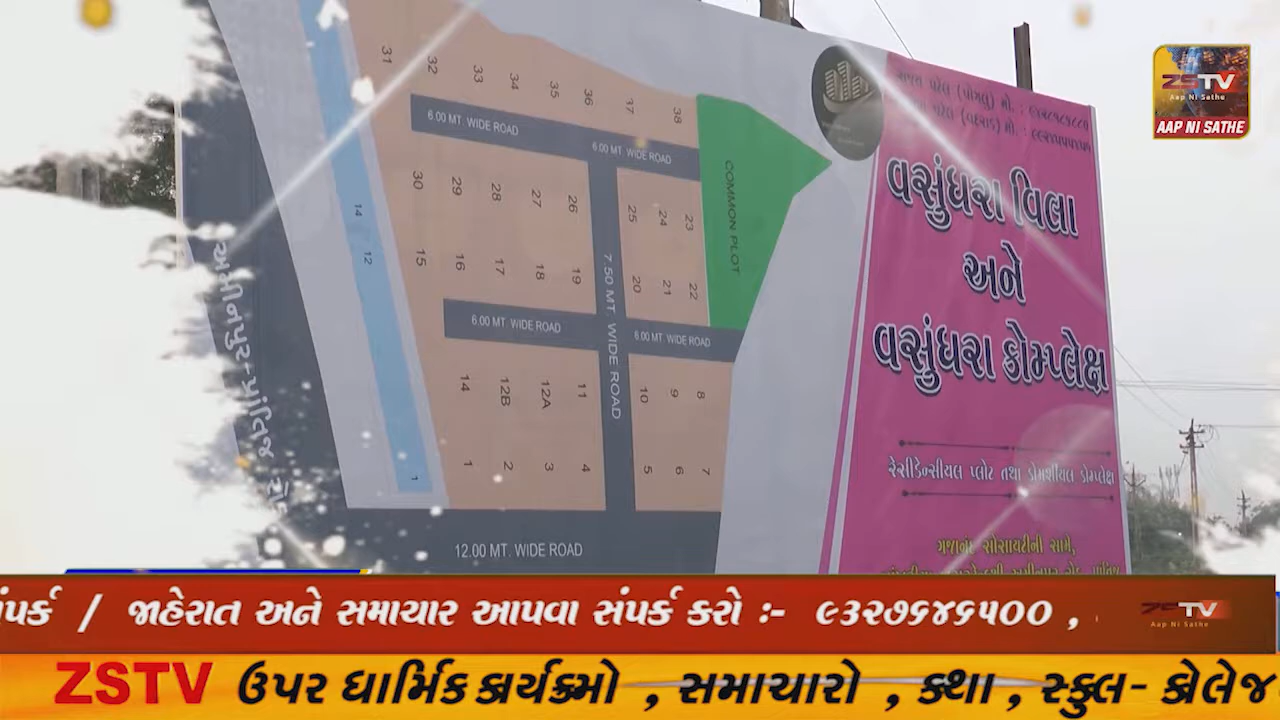 31 32 33 34 35 36 37 38
6.00 MT. WIDE ROAD
6.00 MT. WIDE ROAD
30 29 28 27 26
25 24 23
COMMON PLOT
14
12
15 16 17 18 19
20 21 22
7.50 MT. WIDE ROAD
6.00 MT. WIDE ROAD
6.00 MT. WIDE ROAD
14 12B 12A 11
10 9 8
1 2 3 4
5 6 7
1
12.00 MT. WIDE ROAD
વસુંધરા વિલા
અને
વસુંધરા કોમ્પ્લેક્ષ
રેસીડેન્સીયલ પ્લોટ તથા કોમર્શીયલ કોમ્પ્લેક્ષ
ગજાનંદ સોસાયટીની સામે,
ZSTV
Aap Ni Sathe
AAP NI SATHE
સંપર્ક / જાહેરાત અને સમાચાર આપવા સંપર્ક કરો :- ૯૩૨૭૬૪૬૫૦૦ ,
ZSTV
Aap Ni Sathe
ZSTV ઉપર ધાર્મિક કાર્યક્રમો , સમાચારો , કથા , સ્કુલ- કોલેજ